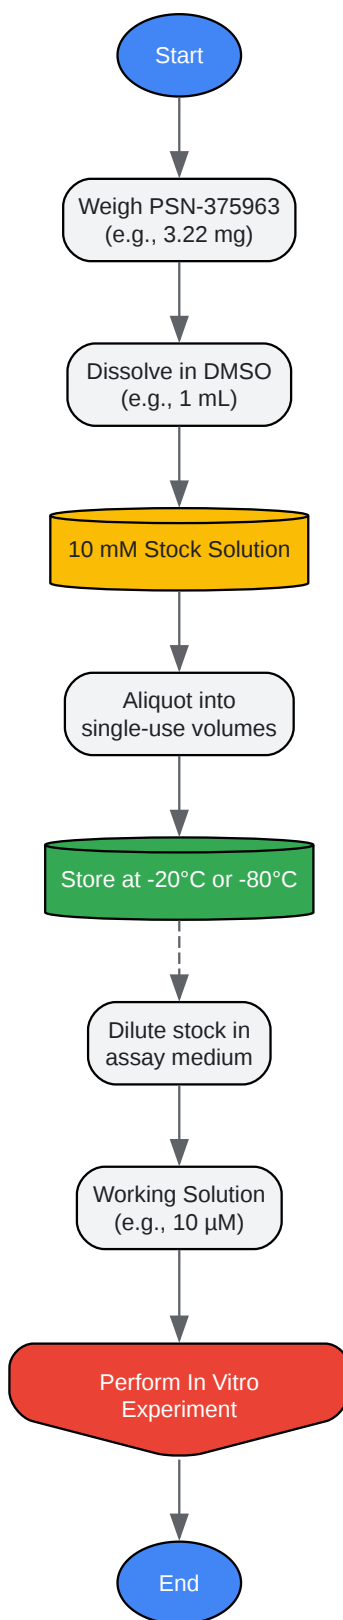 Start
Weigh PSN-375963
(e.g., 3.22 mg)
Dissolve in DMSO
(e.g., 1 mL)
10 mM Stock Solution
Aliquot into
single-use volumes
Store at -20°C or -80°C
Dilute stock in
assay medium
Working Solution
(e.g., 10 µM)
Perform In Vitro
Experiment
End